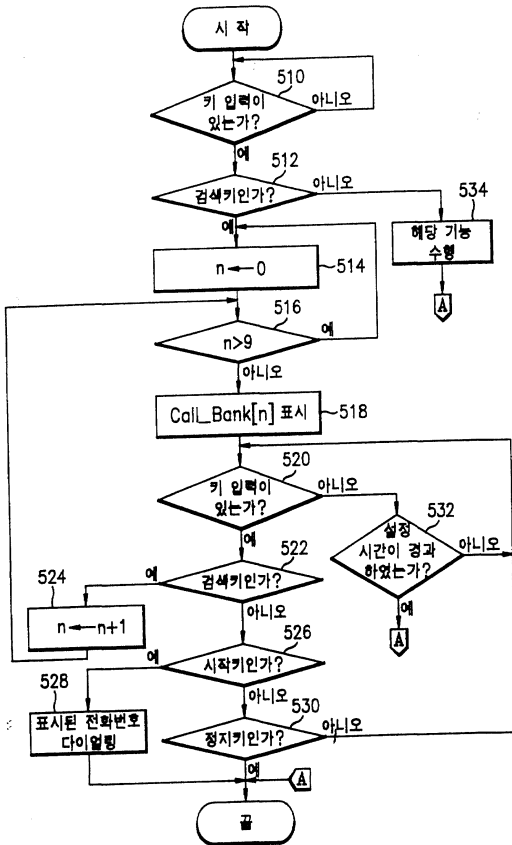 시 작
510
키 입력이
있는가?
아니오
예
512
검색키인가?
아니오
534
해당 기능
수행
A
예
n ← 0
514
516
n>9
예
아니오
Call_Bank[n] 표시
518
520
키 입력이
있는가?
아니오
532
설정
시간이 경과
하였는가?
아니오
예
A
예
522
검색키인가?
예
524
n ← n+1
아니오
526
시작키인가?
예
528
표시된 전화번호
다이얼링
아니오
530
정지키인가?
아니오
예
A
끝